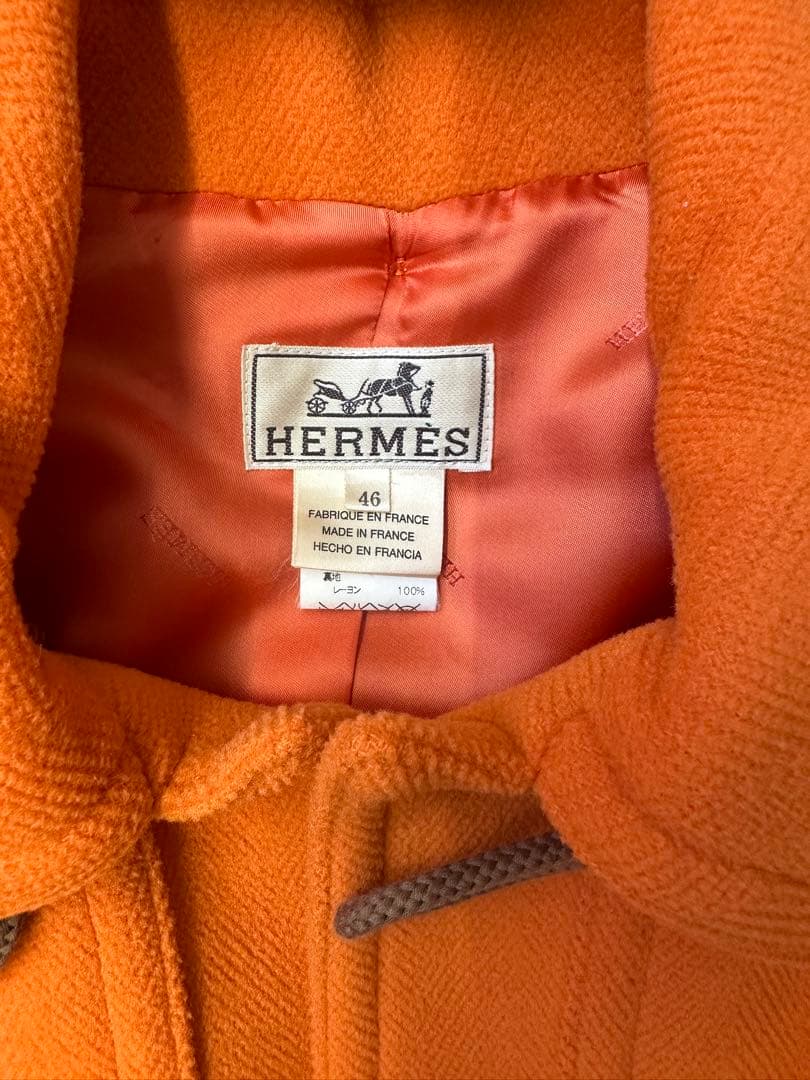 HERMÈS
46
FABRIQUE EN FRANCE
MADE IN FRANCE
HECHO EN FRANCIA
裏地
レーヨン 100%